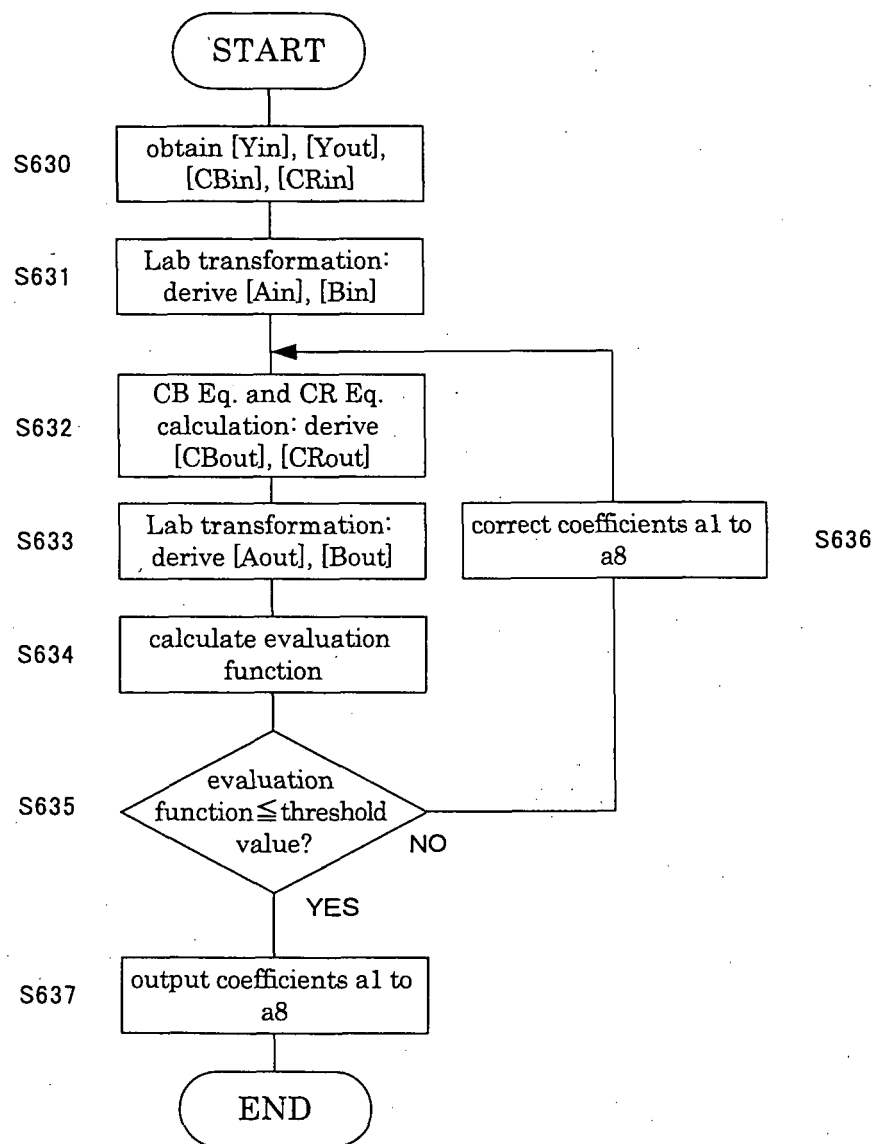 START
S630
obtain [Yin], [Yout],
[CBin], [CRin]
S631
Lab transformation:
derive [Ain], [Bin]
S632
CB Eq. and CR Eq.
calculation: derive
[CBout], [CRout]
S633
Lab transformation:
derive [Aout], [Bout]
correct coefficients a1 to
a8
S636
S634
calculate evaluation
function
S635
evaluation
function≦threshold
value?
NO
YES
S637
output coefficients a1 to
a8
END